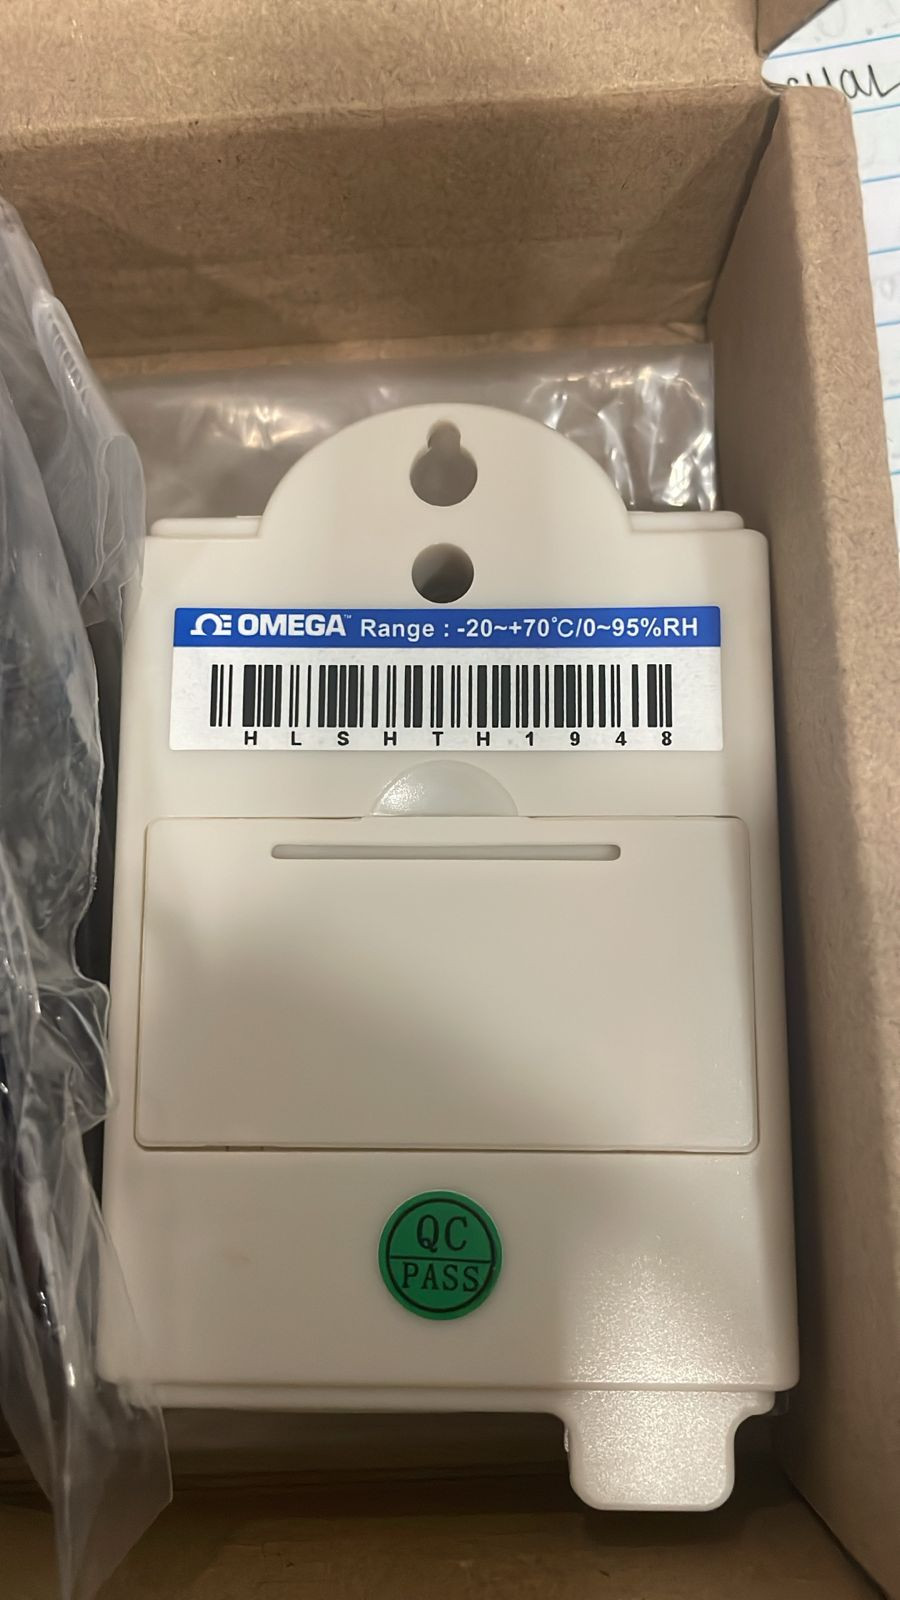 OMEGA™ Range : -20~+70°C/0~95%RH
HLSHTH1948
QC
PASS